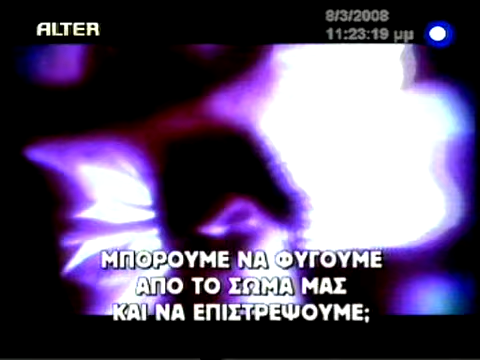 ALTER
8/3/2008
11:23:19 μμ
ΜΠΟΡΟΥΜΕ ΝΑ ΦΥΓΟΥΜΕ
ΑΠΟ ΤΟ ΣΩΜΑ ΜΑΣ
ΚΑΙ ΝΑ ΕΠΙΣΤΡΕΨΟΥΜΕ;